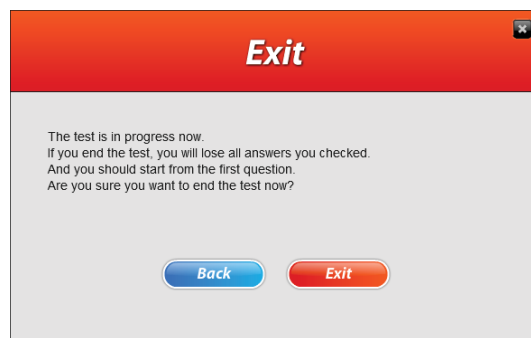 Exit
The test is in progress now.
If you end the test, you will lose all answers you checked.
And you should start from the first question.
Are you sure you want to end the test now?
Back
Exit